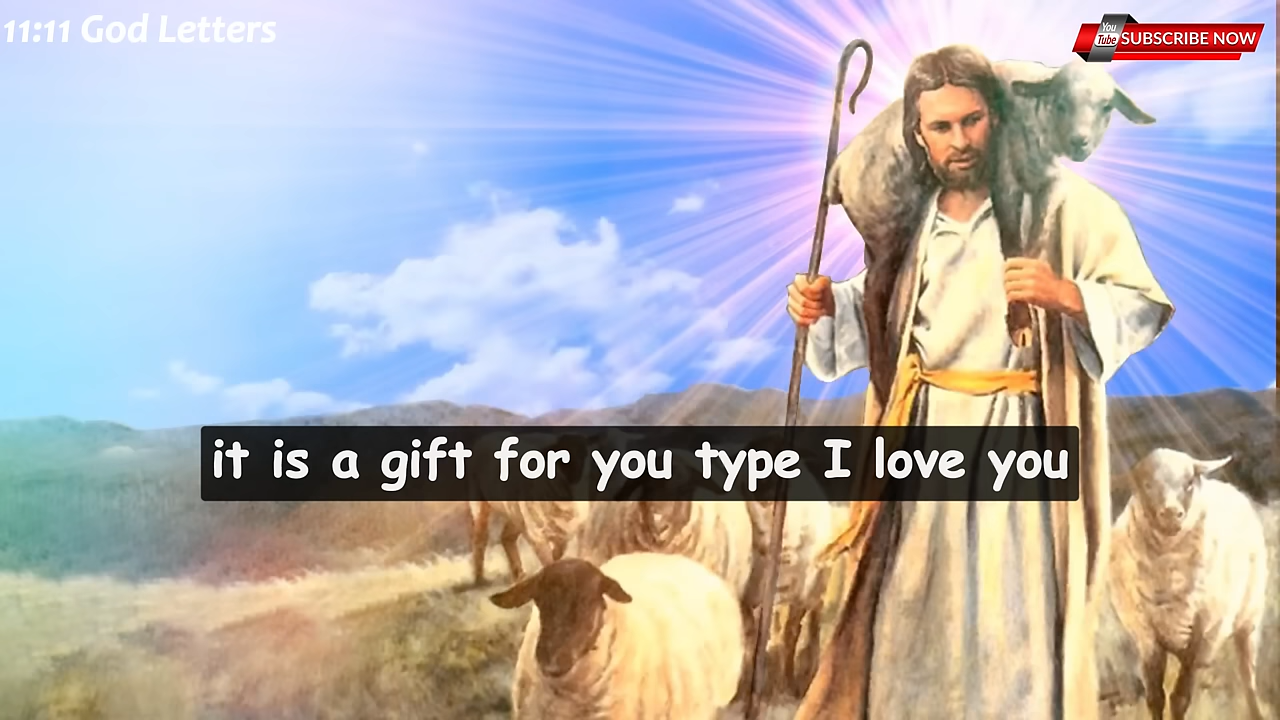 11:11 God Letters
You
Tube
SUBSCRIBE NOW
it is a gift for you type I love you